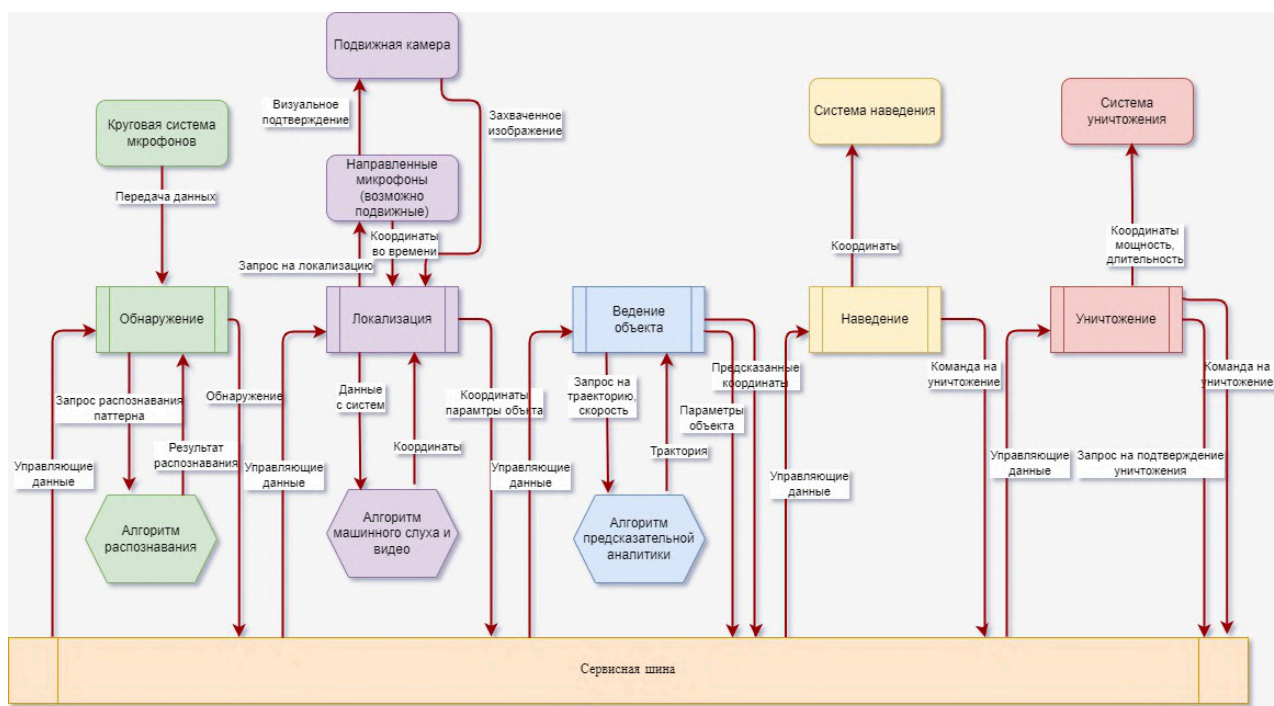 Подвижная камера
Визуальное
подтверждение
Захваченное
изображение
Круговая система
мкрофонов
Передача данных
Направленные
микрофоны
(возможно
подвижные)
Координаты
во времени
Запрос на локализацию
Система наведения
Координаты
Система
уничтожения
Координаты
мощность,
длительность
Обнаружение
Локализация
Ведение
объекта
Наведение
Уничтожение
Запрос распознавания
паттерна
Результат
распознавания
Обнаружение
Управляющие
данные
Алгоритм
распознавания
Данные
с систем
Координаты
Координаты
парамтры объкта
Управляющие
данные
Алгоритм
машинного слуха и
видео
Запрос на
траекторию,
скорость
Трактория
Предсказанные
координаты
Параметры
объекта
Управляющие
данные
Алгоритм
предсказательной
аналитики
Команда на
уничтожение
Управляющие
данные
Команда на
уничтожение
Запрос на подтверждение
уничтожения
Управляющие
данные
Сервисная шина